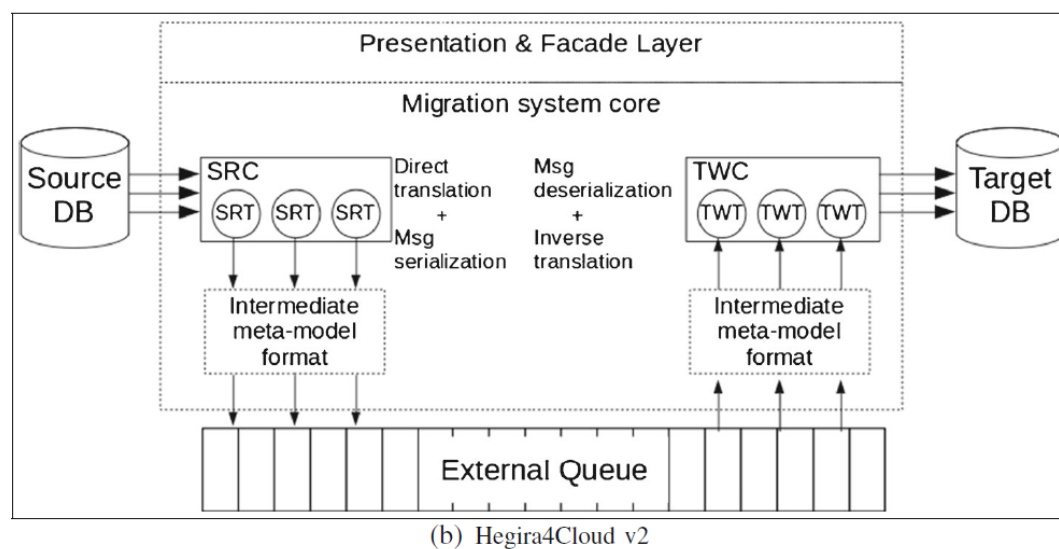 Presentation & Facade Layer
Migration system core
Source
DB
SRC
SRT SRT SRT
Direct
translation
+
Msg
serialization
Msg
deserialization
+
Inverse
translation
TWC
TWT TWT TWT
Target
DB
Intermediate
meta-model
format
Intermediate
meta-model
format
External Queue
(b) Hegira4Cloud v2